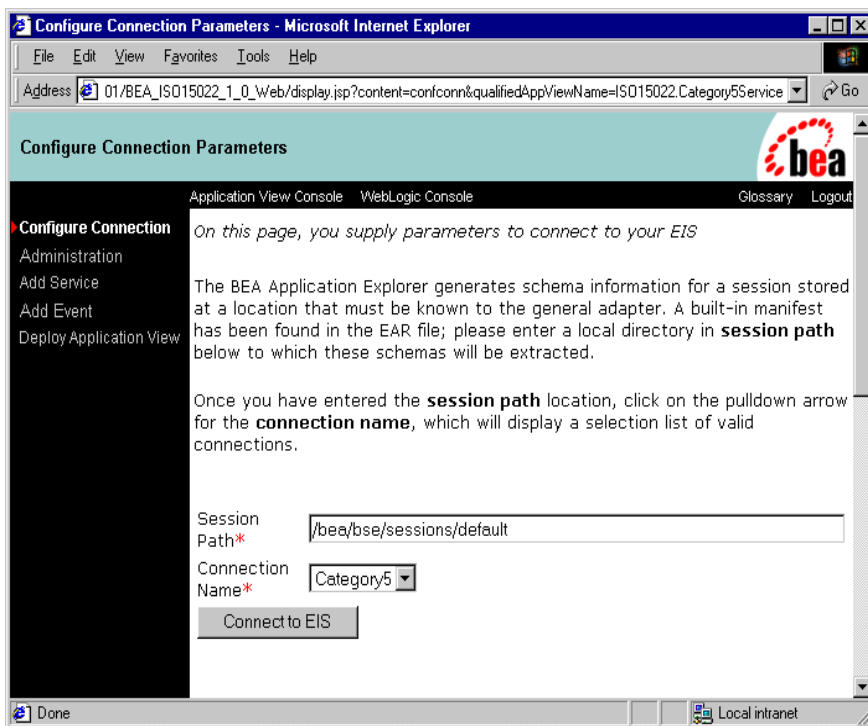 Configure Connection Parameters - Microsoft Internet Explorer
File Edit View Favorites Tools Help
Address 01/BEA_ISO15022_1_0_Web/display.jsp?content=confconn&qualifiedAppViewName=ISO15022.Category5Service Go
Configure Connection Parameters
bea
Application View Console WebLogic Console Glossary Logout
Configure Connection
Administration
Add Service
Add Event
Deploy Application View
On this page, you supply parameters to connect to your EIS
The BEA Application Explorer generates schema information for a session stored
at a location that must be known to the general adapter. A built-in manifest
has been found in the EAR file; please enter a local directory in session path
below to which these schemas will be extracted.
Once you have entered the session path location, click on the pulldown arrow
for the connection name, which will display a selection list of valid
connections.
Session
Path*
/bea/bse/sessions/default
Connection
Name*
Category5
Connect to EIS
Done
Local intranet